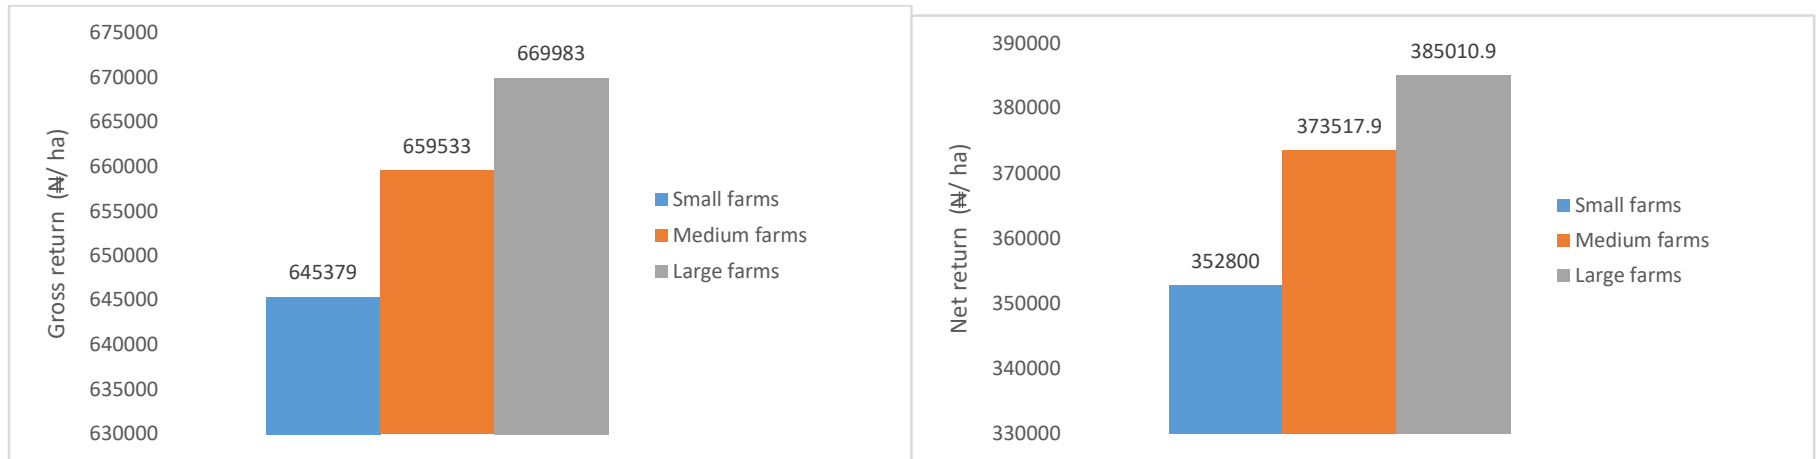 675000
670000
665000
660000
655000
650000
645000
640000
635000
630000
Gross return (₦/ ha)
645379
659533
669983
Small farms
Medium farms
Large farms
390000
380000
370000
360000
350000
340000
330000
Net return (₦/ ha)
352800
373517.9
385010.9
Small farms
Medium farms
Large farms